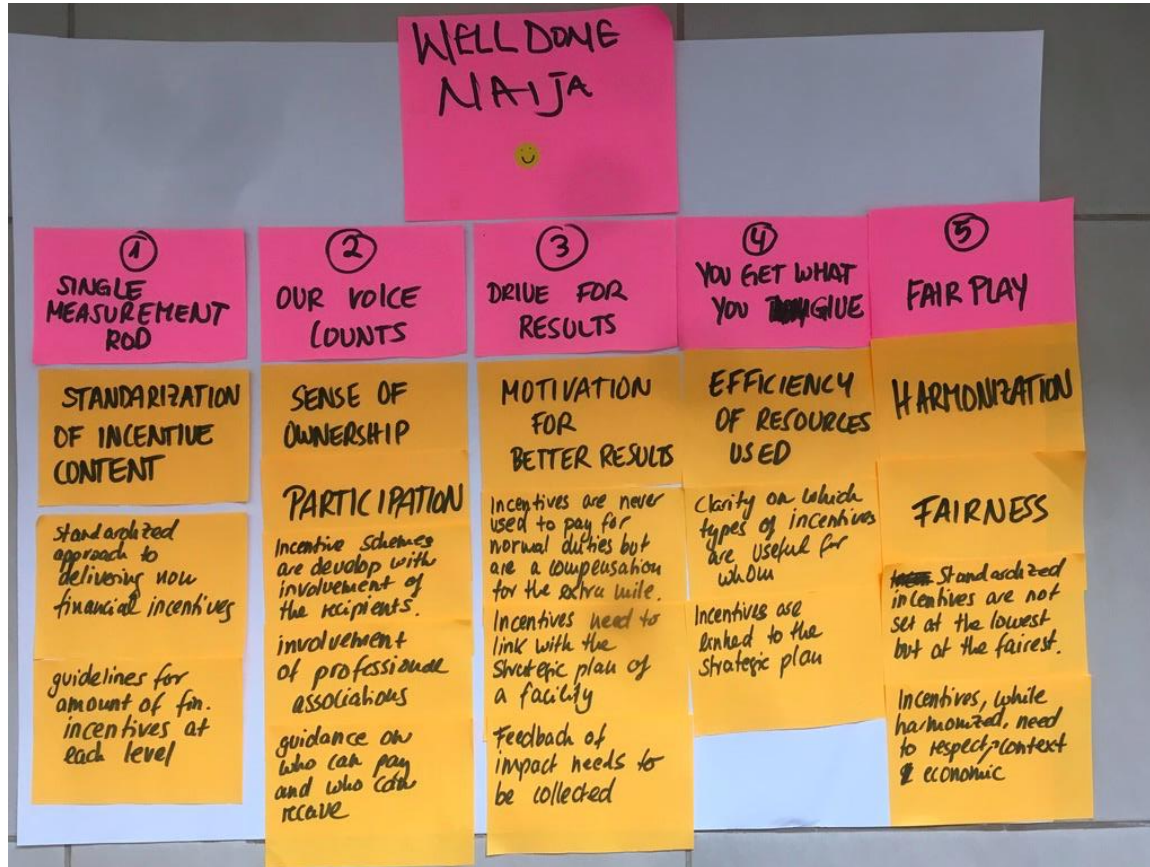 WELL DONE
NAIJA
1
SINGLE
MEASUREMENT
ROD
STANDARIZATION
OF INCENTIVE
CONTENT
Standardized
approach to
delivering non
financial incentives
guidelines for
amount of fin.
incentives at
each level
2
OUR VOICE
COUNTS
SENSE OF
OWNERSHIP
PARTICIPATION
Incentive Schemes
are develop with
involvement of
the recipients.
involvement
of professional
associations
guidance on
who can pay
and who can
receve
3
DRIVE FOR
RESULTS
MOTIVATION
FOR
BETTER RESULTS
Incentives are never
used to pay for
normal duties but
are a compensation
for the extra mile.
Incentives need to
link with the
Strategic plan of
a facility
Feedback of
impact needs to
be collected
4
YOU GET WHAT
YOU GIVE
EFFICIENCY
OF RESOURCES
USED
Clarity on which
types of incentives
are useful for
whom
Incentives are
linked to the
strategic plan
5
FAIR PLAY
HARMONIZATION
FAIRNESS
Standardized
incentives are not
set at the lowest
but at the fairest.
Incentives, while
harmonized, need
to respect context
& economic